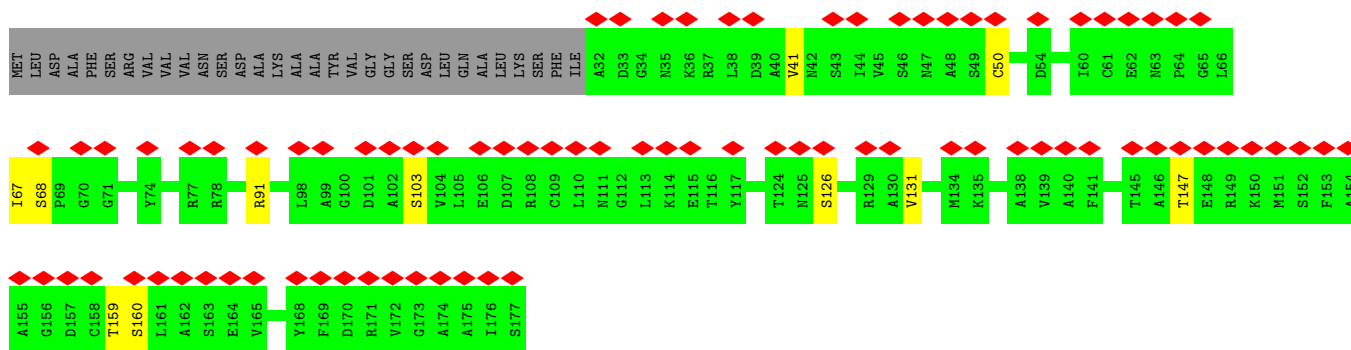 MET LEU ASP ALA PHE SER ARG VAL VAL VAL ASN SER ASP ALA LYS ALA ALA TYR VAL GLY GLY SER ASP LEU GLN ALA LEU LYS SER PHE ILE A32 D33 G34 N35 K36 R37 L38 D39 A40 V41 N42 S43 I44 V45 S46 N47 A48 S49 C50 D54 I60 C61 E62 N63 P64 G65 L66
I67 S68 P69 G70 G71 Y74 R77 R78 R91 L98 A99 G100 D101 A102 S103 V104 L105 E106 D107 R108 C109 L110 N111 G112 L113 K114 E115 T116 Y117 T124 N125 S126 R129 A130 V131 M134 K135 A138 V139 A140 F141 T145 A146 T147 E148 R149 K150 M151 S152 F153 A154
A155 G156 D157 C158 T159 S160 L161 A162 S163 E164 V165 Y168 F169 D170 R171 V172 G173 A174 A175 I176 S177